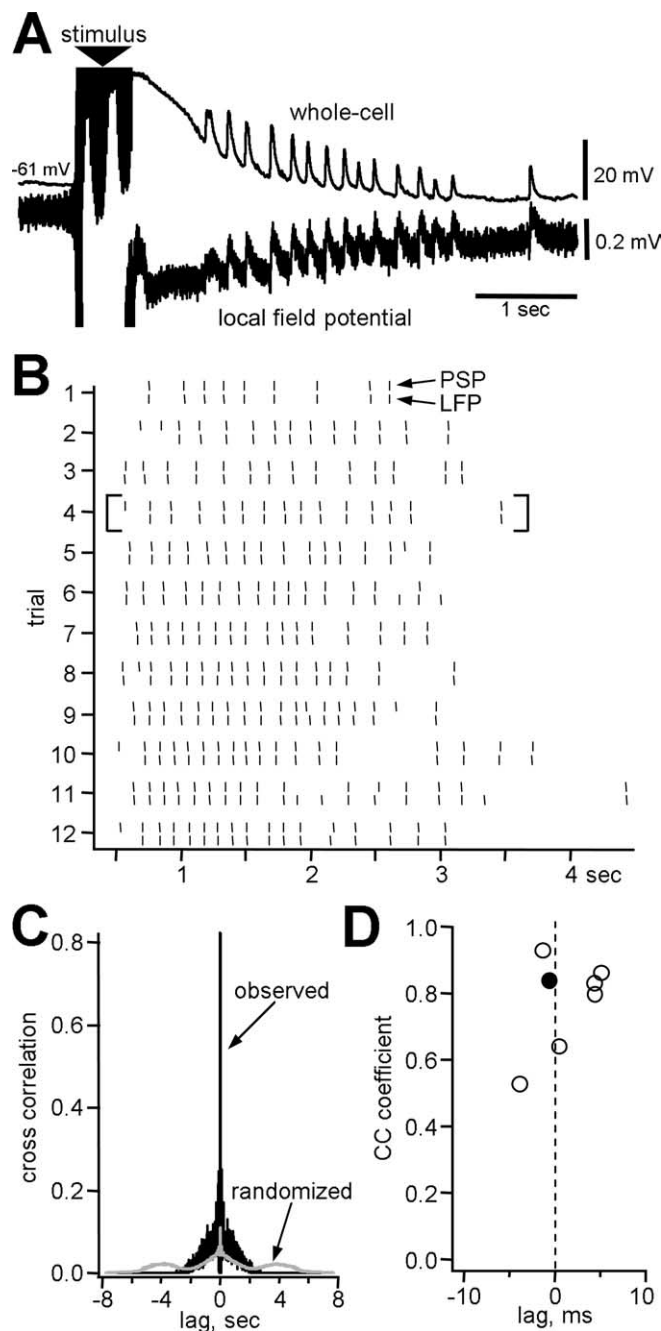 A
stimulus
whole-cell
-61 mV
20 mV
0.2 mV
local field potential
1 sec
B
1
PSP
LFP
2
3
4
5
6
7
8
9
10
11
12
trial
1 2 3 4 sec
C
0.8
0.6
0.4
0.2
0.0
cross correlation
observed
randomized
-8 -4 0 4 8
lag, sec
D
1.0
0.8
0.6
0.4
0.2
0.0
CC coefficient
-10 0 10
lag, ms